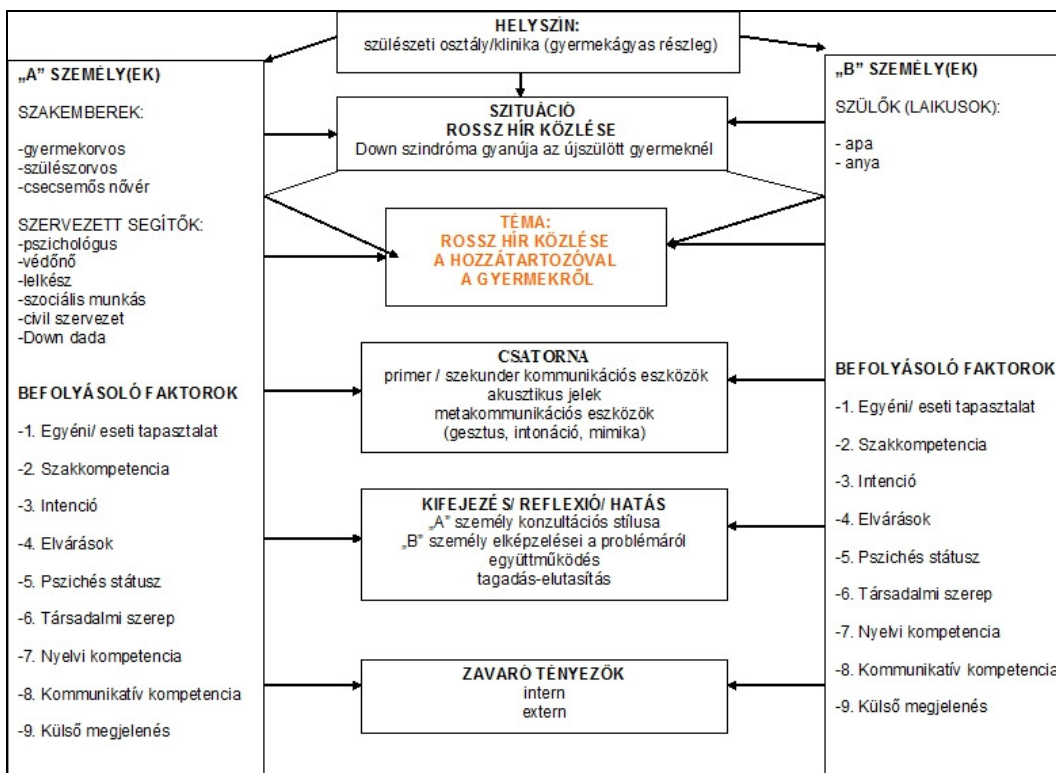 HELYSZÍN:
szülészeti osztály/klinika (gyermekágyas részleg)
„A” SZEMÉLY(EK)
SZAKEMBEREK:
-gyermekorvos
-szülészorvos
-csecsemős nővér
SZERVEZETT SEGÍTŐK:
-pszichológus
-védőnő
-lelkész
-szociális munkás
-civil szervezet
-Down dada
BEFOLYÁSOLÓ FAKTOROK
-1. Egyéni/ eseti tapasztalat
-2. Szakkompetencia
-3. Intenció
-4. Elvárások
-5. Pszichés státusz
-6. Társadalmi szerep
-7. Nyelvi kompetencia
-8. Kommunikatív kompetencia
-9. Külső megjelenés
SZITUÁCIÓ
ROSSZ HÍR KÖZLÉSE
Down szindróma gyanúja az újszülött gyermeknél
TÉMA:
ROSSZ HÍR KÖZLÉSE
A HOZZÁTARTOZÓVAL
A GYERMEKRŐL
CSATORNA
primer / szekunder kommunikációs eszközök
akusztikus jelek
metakommunikációs eszközök
(gesztus, intonáció, mimika)
KIFEJEZÉS/ REFLEXIÓ/ HATÁS
„A” személy konzultációs stílusa
„B” személy elképzelései a problémáról
együttműködés
tagadás-elutasítás
ZAVARÓ TÉNYEZŐK
intern
extern
„B” SZEMÉLY(EK)
SZÜLŐK (LAIKUSOK):
- apa
- anya
BEFOLYÁSOLÓ FAKTOROK
-1. Egyéni/ eseti tapasztalat
-2. Szakkompetencia
-3. Intenció
-4. Elvárások
-5. Pszichés státusz
-6. Társadalmi szerep
-7. Nyelvi kompetencia
-8. Kommunikatív kompetencia
-9. Külső megjelenés